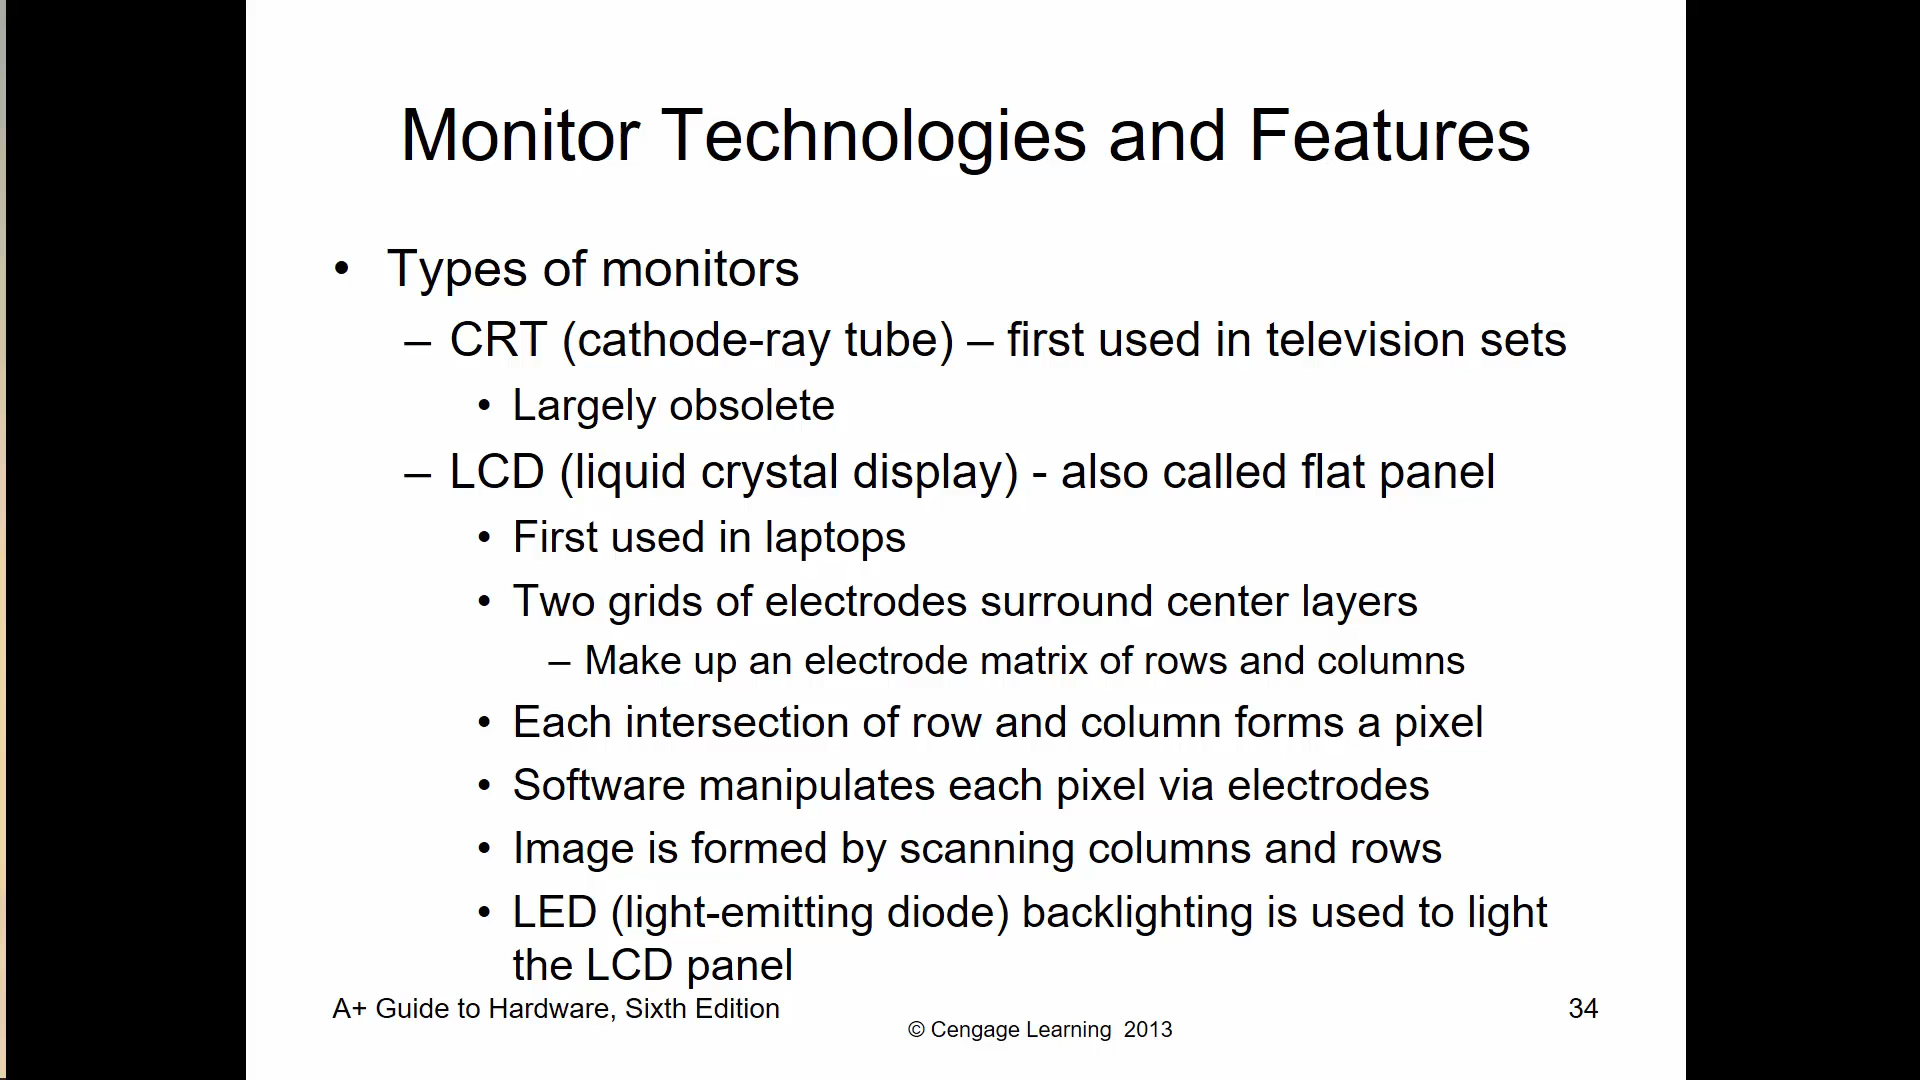 Monitor Technologies and Features
• Types of monitors
– CRT (cathode-ray tube) – first used in television sets
• Largely obsolete
– LCD (liquid crystal display) - also called flat panel
• First used in laptops
• Two grids of electrodes surround center layers
– Make up an electrode matrix of rows and columns
• Each intersection of row and column forms a pixel
• Software manipulates each pixel via electrodes
• Image is formed by scanning columns and rows
• LED (light-emitting diode) backlighting is used to light
the LCD panel
A+ Guide to Hardware, Sixth Edition
34
© Cengage Learning 2013